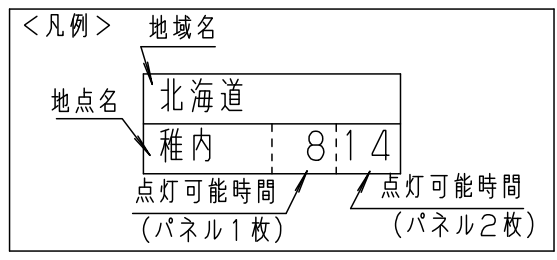 <凡例>
地域名
北海道
地点名
稚内 8 14
点灯可能時間
(パネル1枚)
点灯可能時間
(パネル2枚)